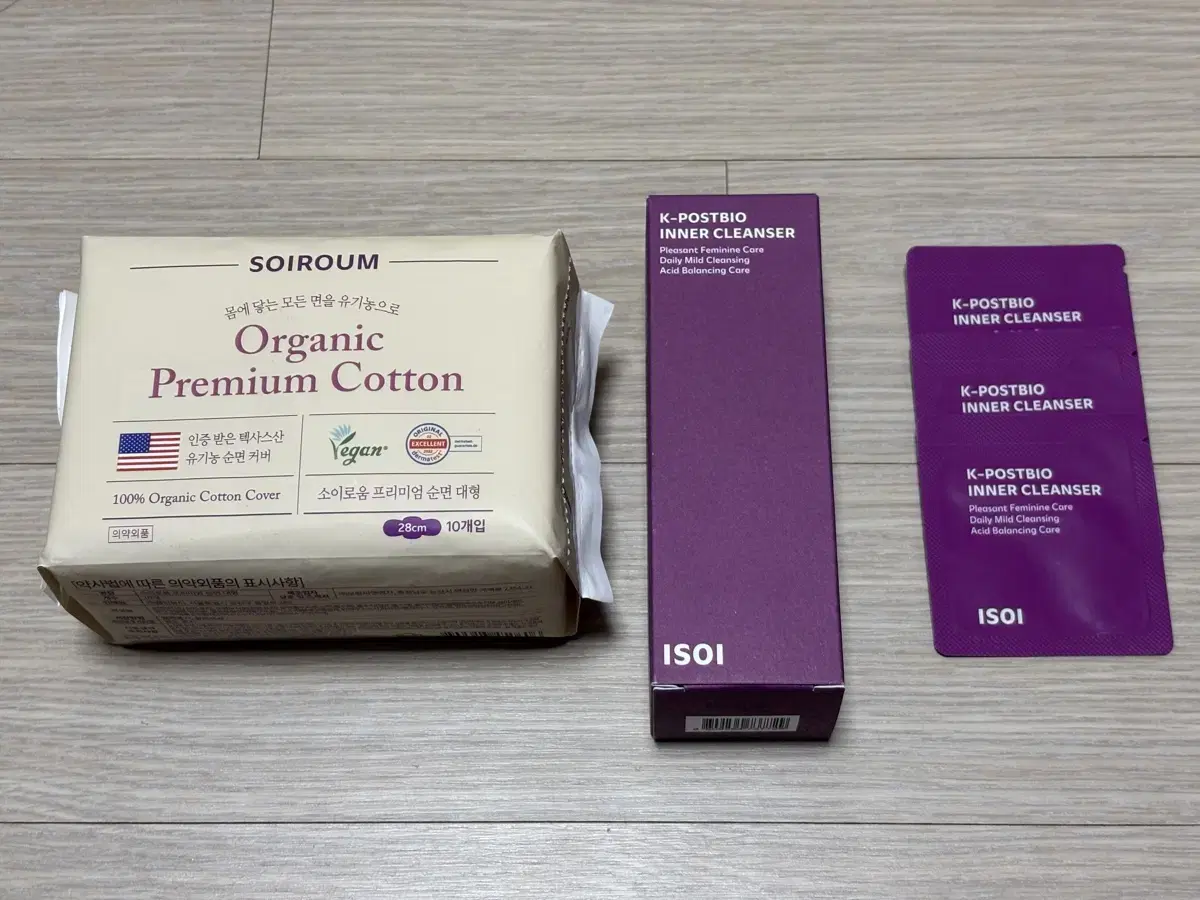 SOIROUM
몸에 닿는 모든 면을 유기농으로
Organic
Premium Cotton
인증 받은 텍사스산
유기농 순면 커버
Vegan
ORIGINAL
EXCELLENT
dermatest
100% Organic Cotton Cover
소이로움 프리미엄 순면 대형
의약외품
28cm 10개입
[약사법에 따른 의약외품의 표시사항]
K-POSTBIO
INNER CLEANSER
Pleasant Feminine Care
Daily Mild Cleansing
Acid Balancing Care
ISOI
K-POSTBIO
INNER CLEANSER
K-POSTBIO
INNER CLEANSER
K-POSTBIO
INNER CLEANSER
Pleasant Feminine Care
Daily Mild Cleansing
Acid Balancing Care
ISOI